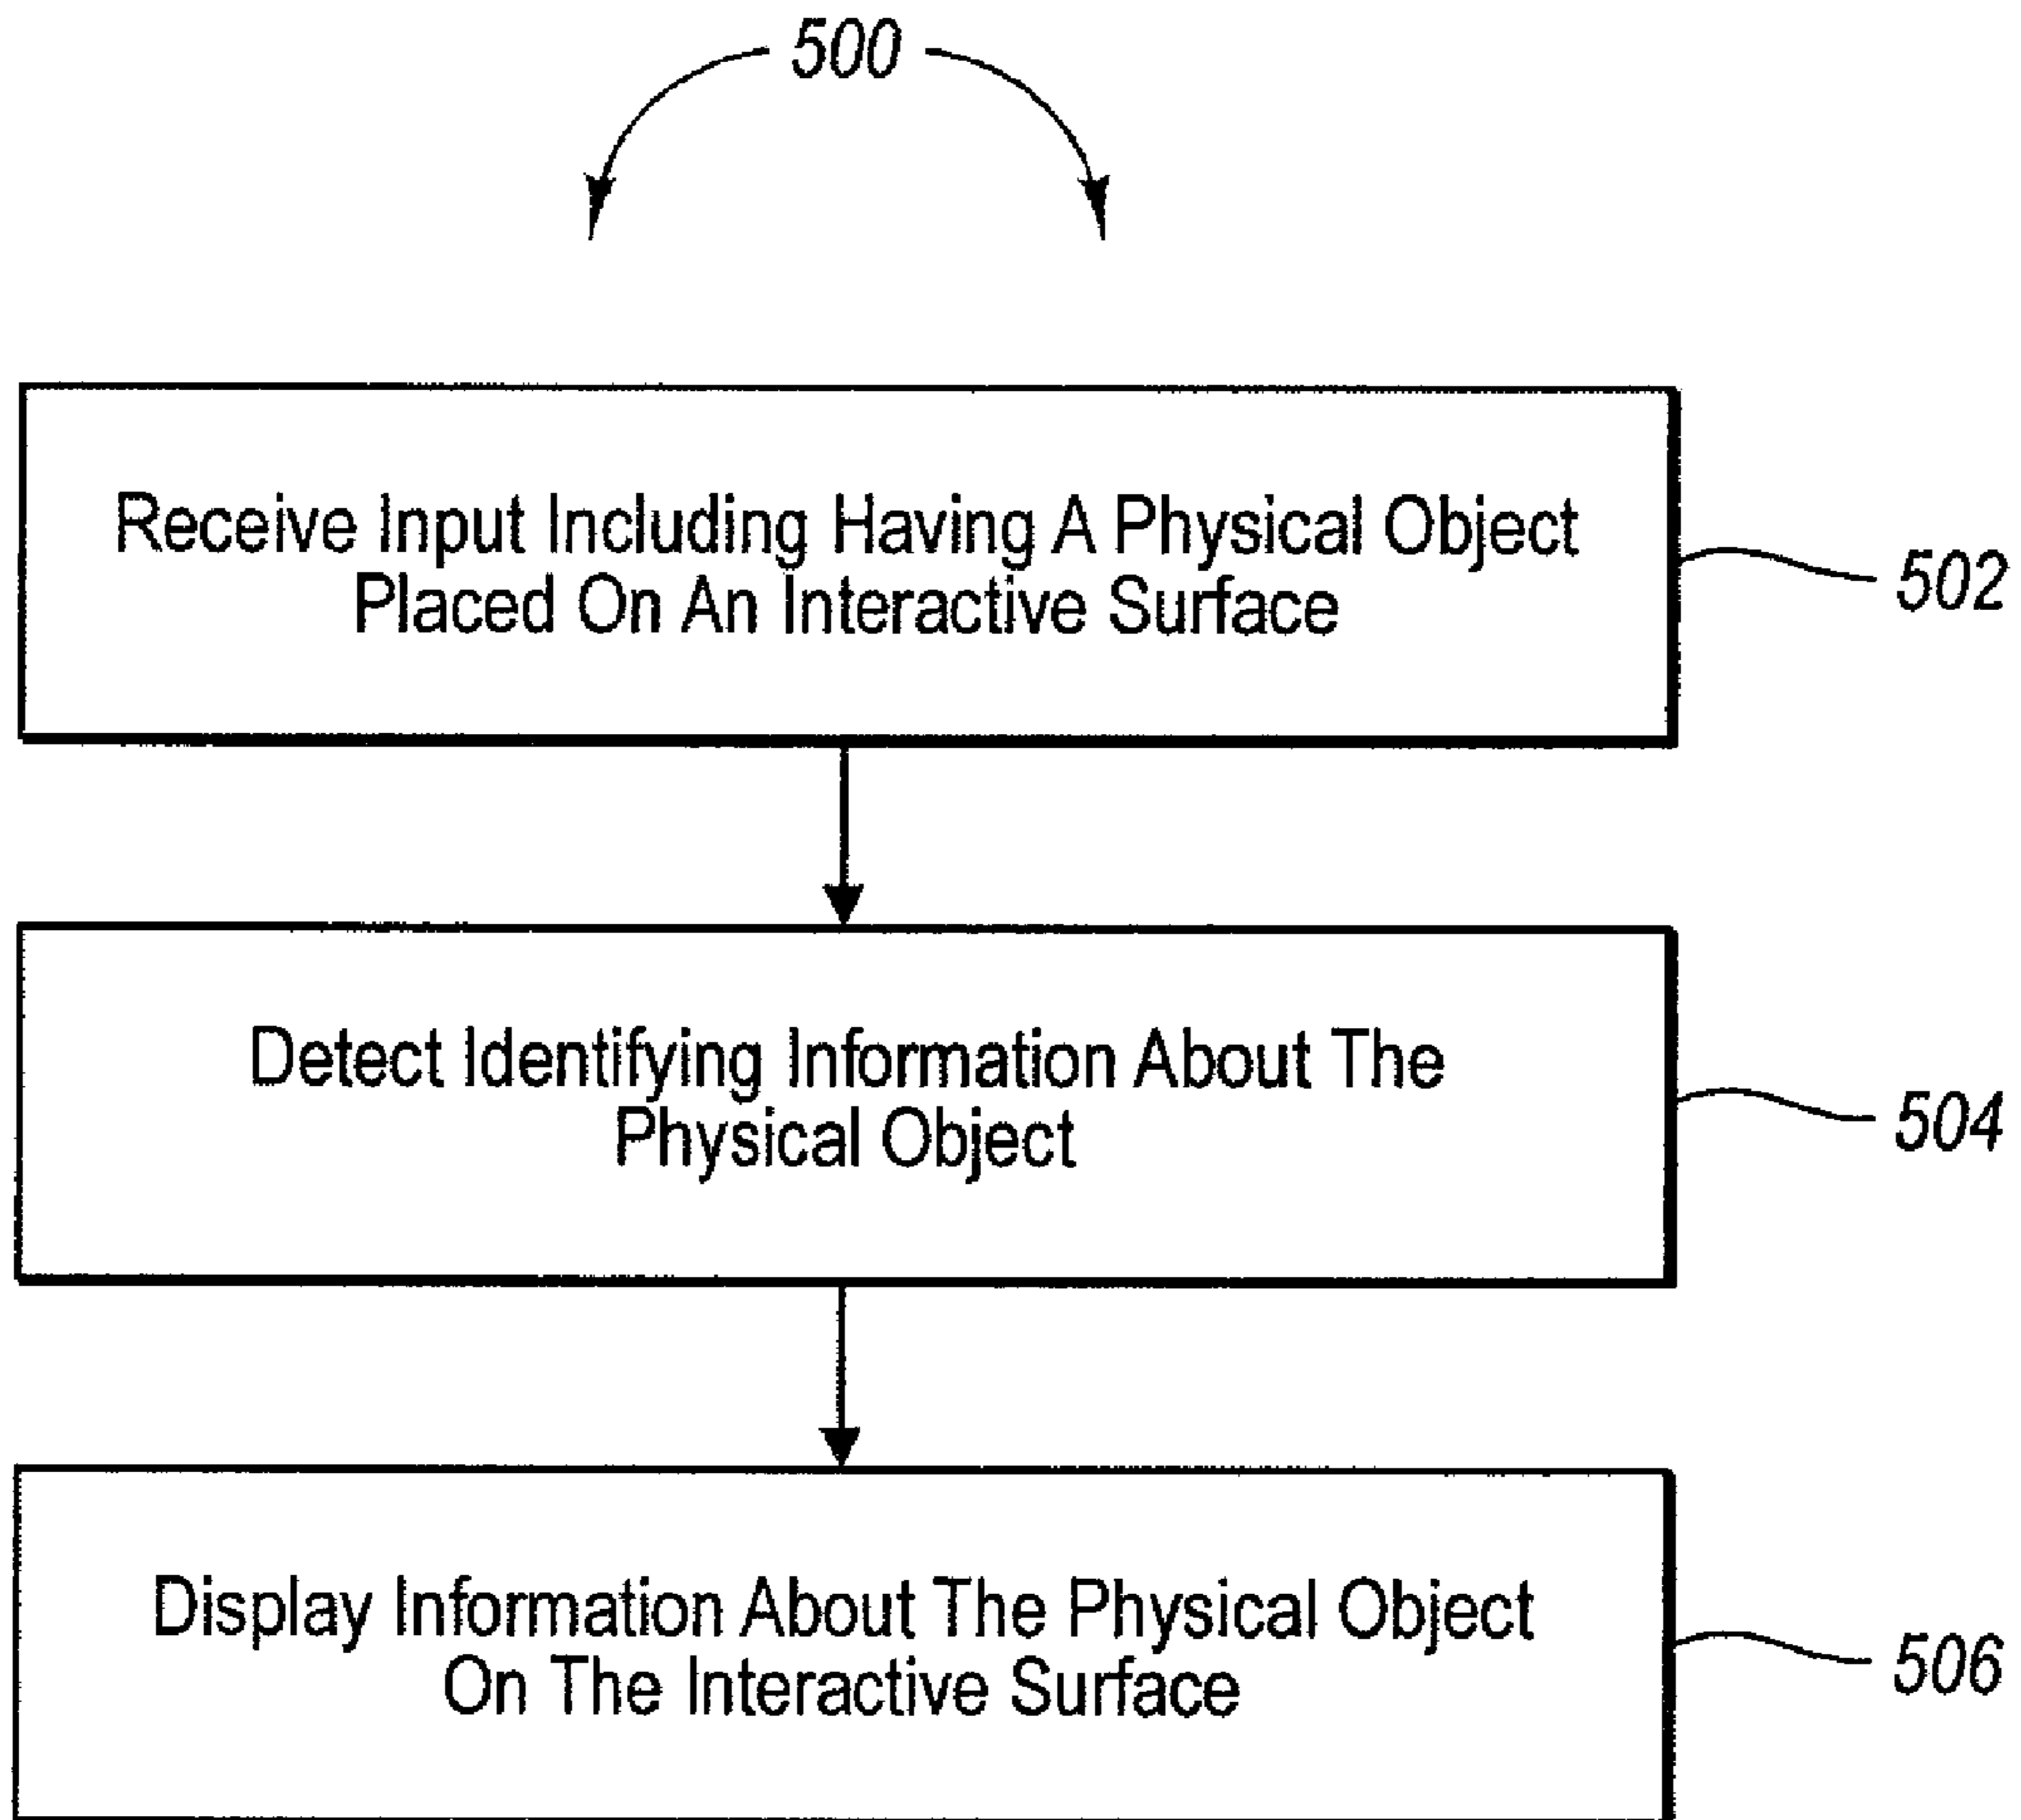 500
Receive Input Including Having A Physical Object
Placed On An Interactive Surface
502
Detect Identifying Information About The
Physical Object
504
Display Information About The Physical Object
On The Interactive Surface
506